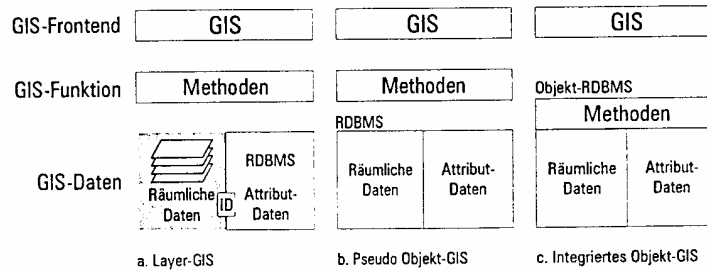 GIS-Frontend GIS GIS GIS
GIS-Funktion Methoden Methoden Objekt-RDBMS
Methoden
RDBMS
GIS-Daten
Räumliche Daten
ID
RDBMS
Attribut-
Daten
Räumliche
Daten
Attribut-
Daten
Räumliche
Daten
Attribut-
Daten
a. Layer-GIS b. Pseudo Objekt-GIS c. Integriertes Objekt-GIS